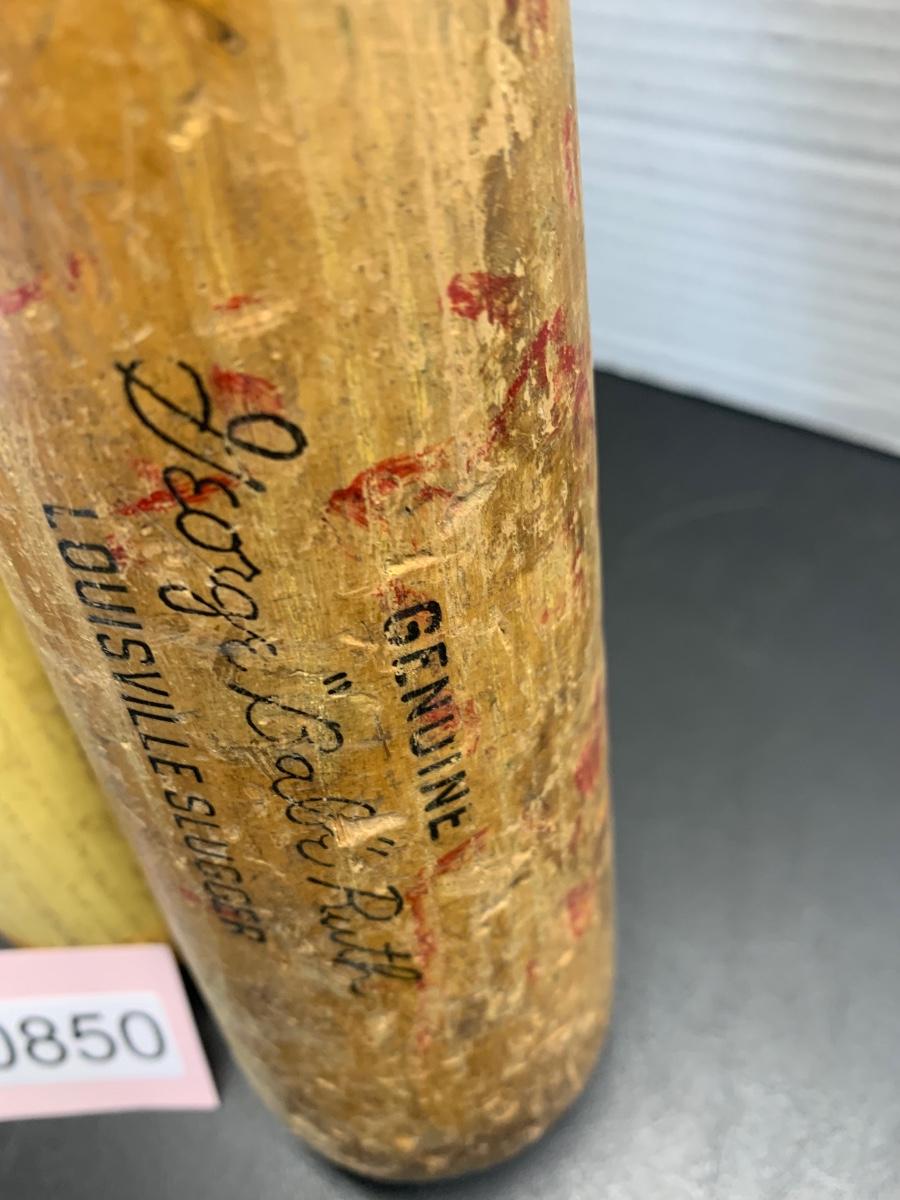 GENUINE
George "Babe" Ruth
LOUISVILLE SLUGGER
0850